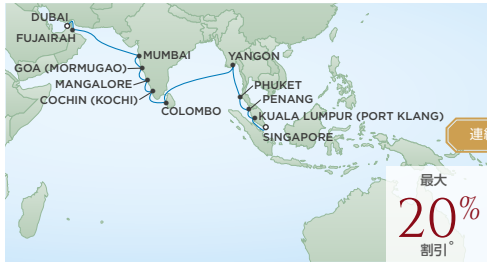 DUBAI
FUJAIRAH
MUMBAI
GOA (MORMUGAO)
MANGALORE
COCHIN (KOCHI)
COLOMBO
YANGON
PHUKET
PENANG
KUALA LUMPUR (PORT KLANG)
SINGAPORE
最大
20%
割引°